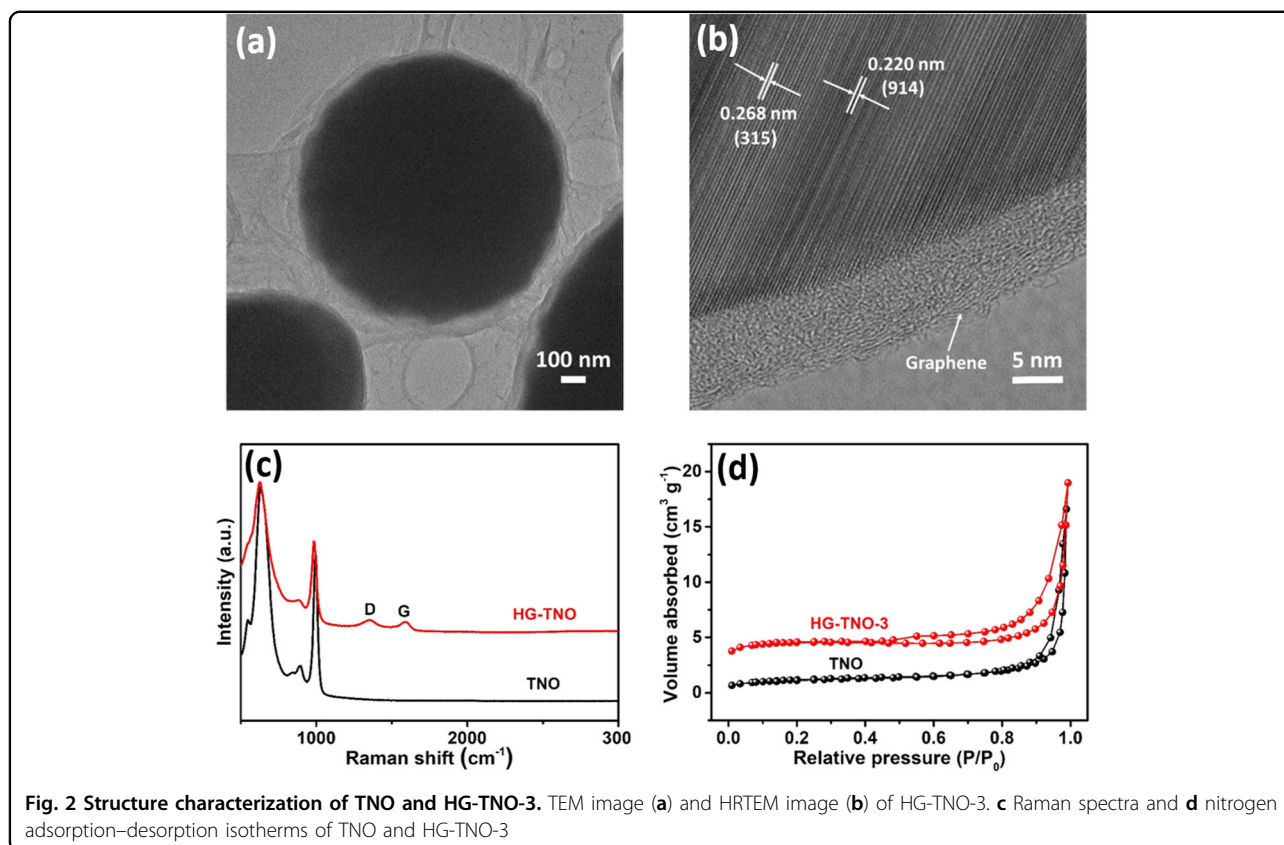 (a)
100 nm
(b)
0.268 nm
(315)
0.220 nm
(914)
Graphene
5 nm
(c)
Intensity (a.u.)
D
G
HG-TNO
TNO
1000
2000
300
Raman shift (cm⁻¹)
(d)
Volume absorbed (cm³ g⁻¹)
20
15
10
5
0
HG-TNO-3
TNO
0.0 0.2 0.4 0.6 0.8 1.0
Relative pressure (P/P₀)
Fig. 2 Structure characterization of TNO and HG-TNO-3. TEM image (a) and HRTEM image (b) of HG-TNO-3. c Raman spectra and d nitrogen
adsorption–desorption isotherms of TNO and HG-TNO-3